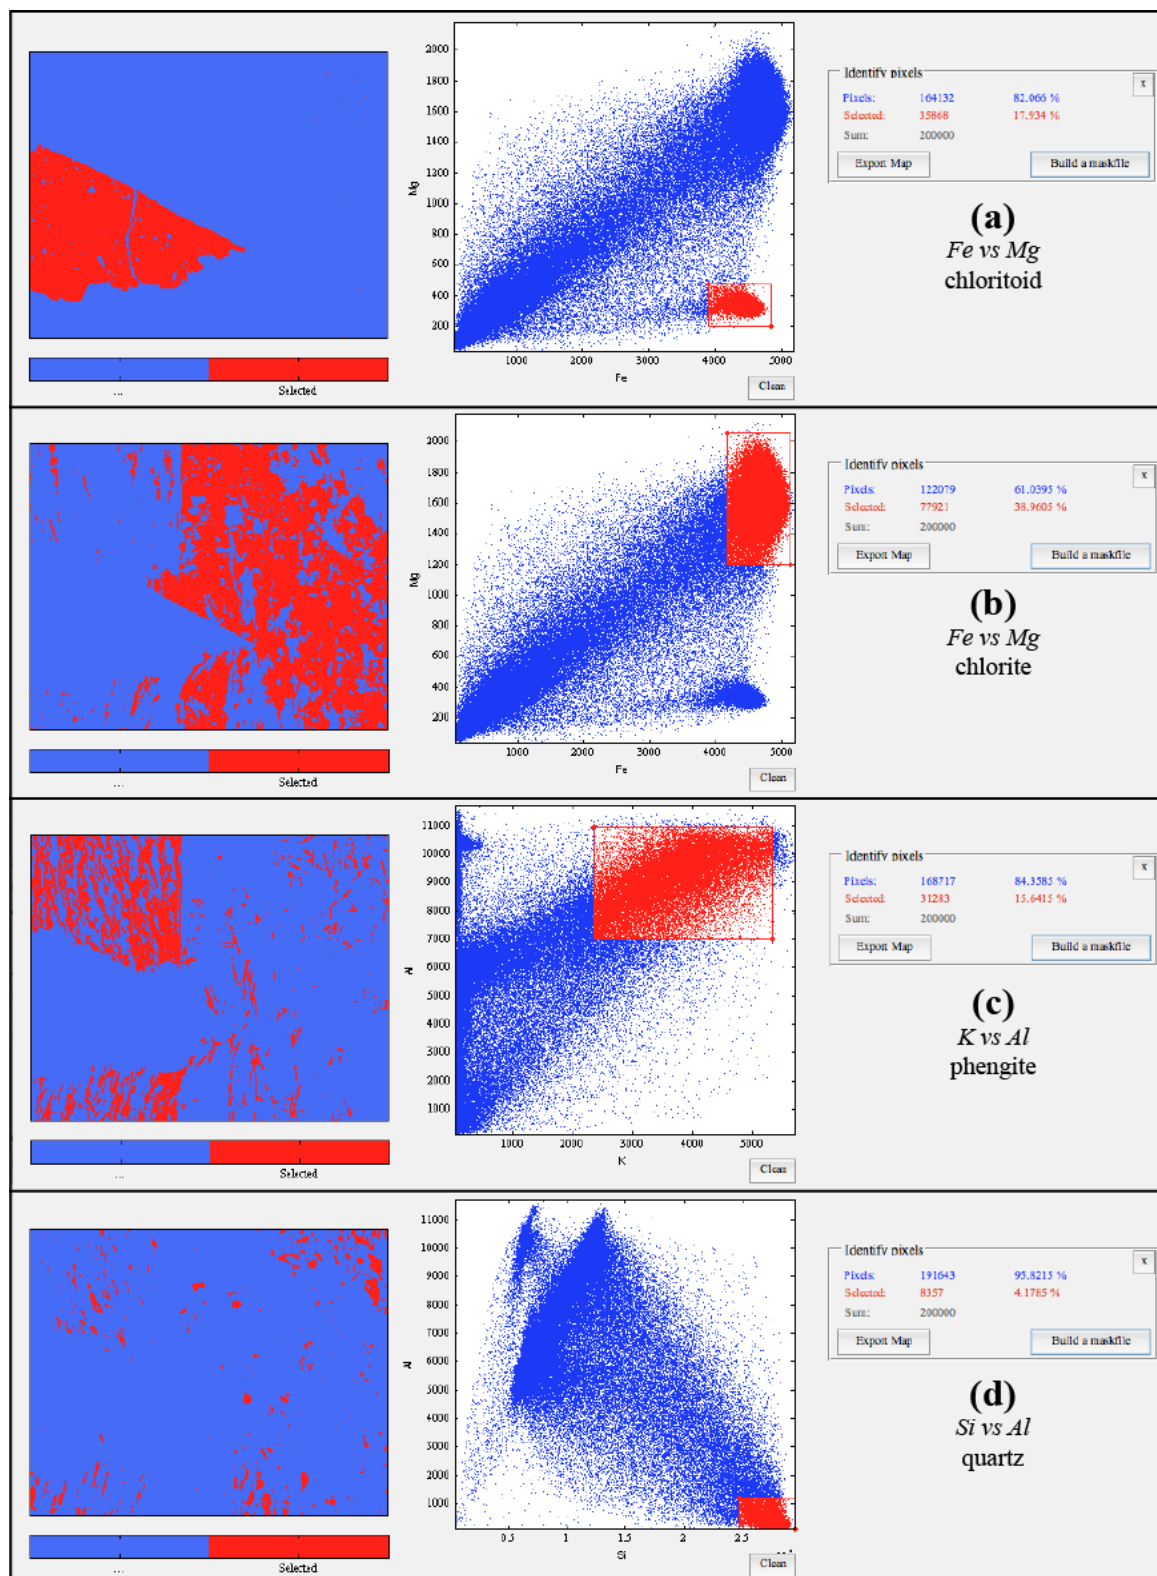 2000
1800
1600
1400
1200
1000
800
600
400
200
Mg
1000 2000 3000 4000 5000
Fe
... Selected
Clean
Identify pixels
x
Pixels: 164132 82.066 %
Selected: 35868 17.934 %
Sum: 200000
Export Map Build a maskfile
(a)
Fe vs Mg
chloritoid
2000
1800
1600
1400
1200
1000
800
600
400
200
Mg
1000 2000 3000 4000 5000
Fe
... Selected
Clean
Identify pixels
x
Pixels: 122079 61.0395 %
Selected: 77921 38.9605 %
Sum: 200000
Export Map Build a maskfile
(b)
Fe vs Mg
chlorite
11000
10000
9000
8000
7000
6000
5000
4000
3000
2000
1000
Al
1000 2000 3000 4000 5000
K
... Selected
Clean
Identify pixels
x
Pixels: 168717 84.3585 %
Selected: 31283 15.6415 %
Sum: 200000
Export Map Build a maskfile
(c)
K vs Al
phengite
11000
10000
9000
8000
7000
6000
5000
4000
3000
2000
1000
Al
0.5 1 1.5 2 2.5
Si
... Selected
Clean
Identify pixels
x
Pixels: 191643 95.8215 %
Selected: 8357 4.1785 %
Sum: 200000
Export Map Build a maskfile
(d)
Si vs Al
quartz